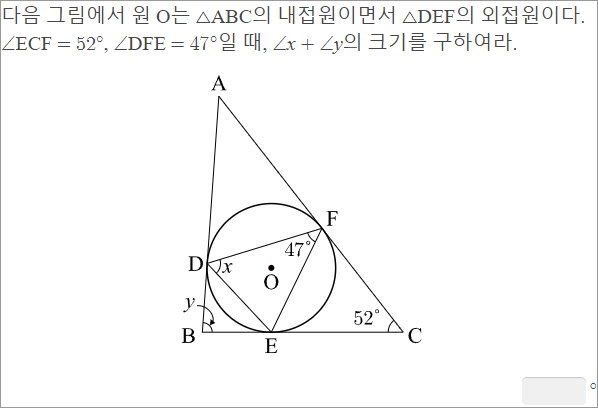 다음 그림에서 원 O는 △ABC의 내접원이면서 △DEF의 외접원이다.
∠ECF = 52°, ∠DFE = 47°일 때, ∠x + ∠y의 크기를 구하여라.
A
F
47°
D
x
O
y
52°
B
E
C
°